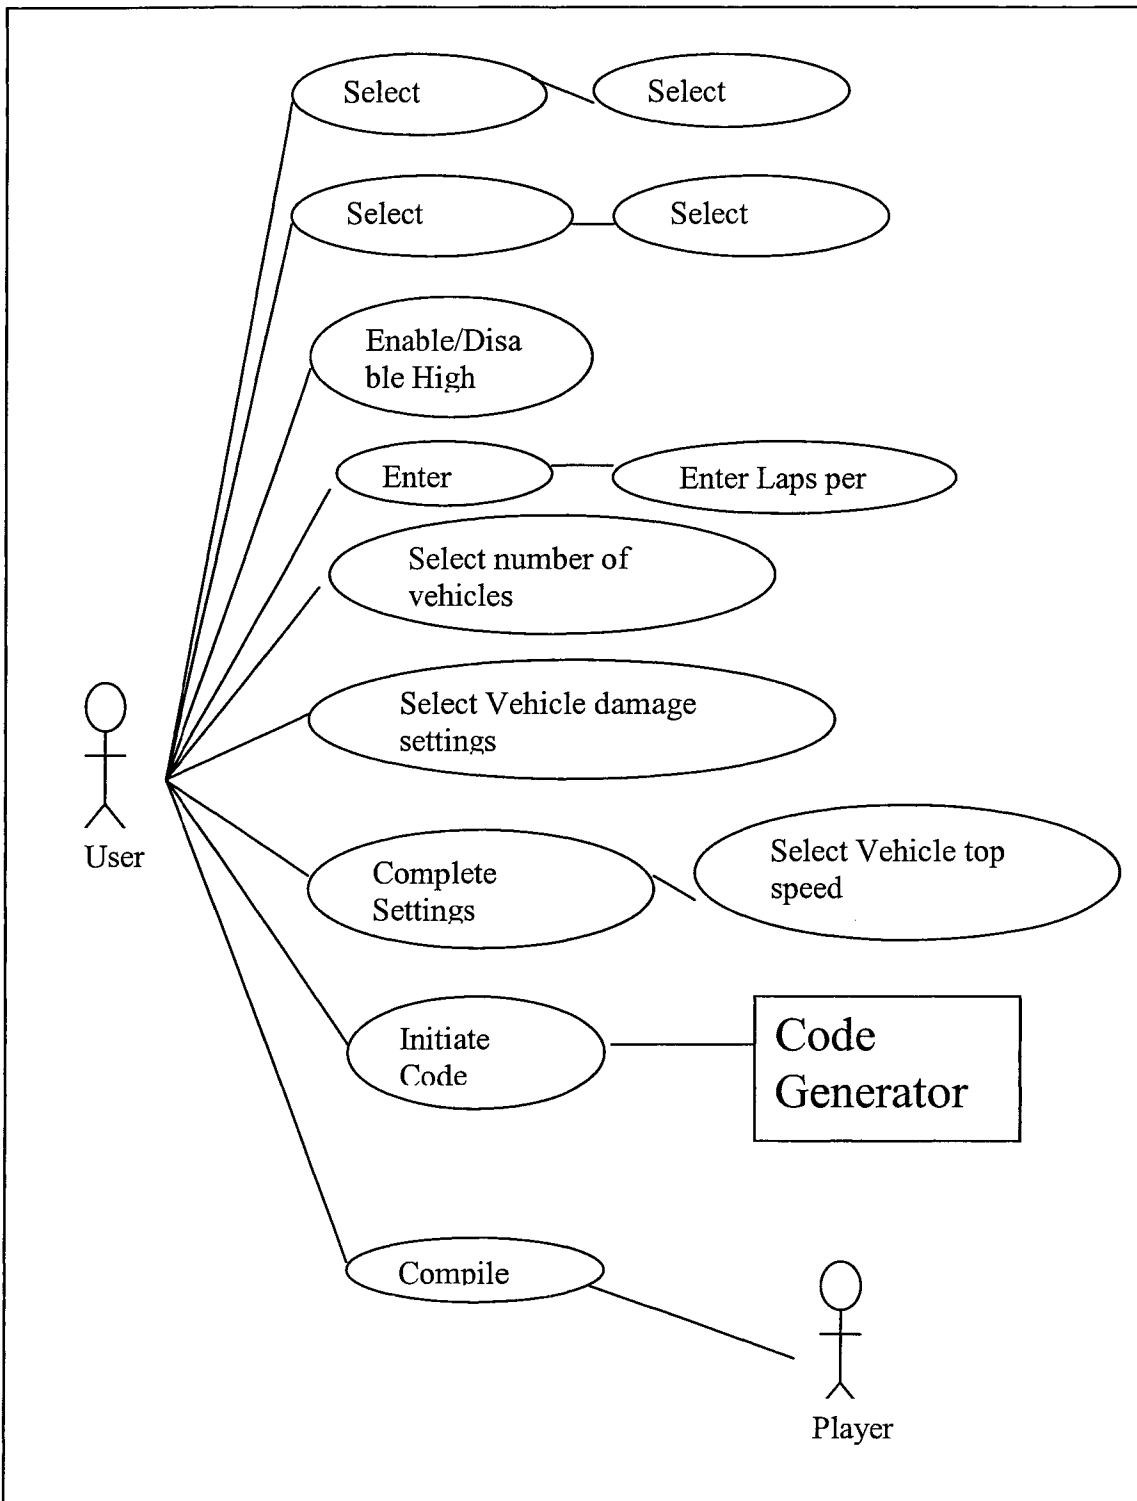 Select
Select
Select
Select
Enable/Disa
ble High
Enter
Enter Laps per
Select number of
vehicles
Select Vehicle damage
settings
User
Complete
Settings
Select Vehicle top
speed
Initiate
Code
Code
Generator
Compile
Player